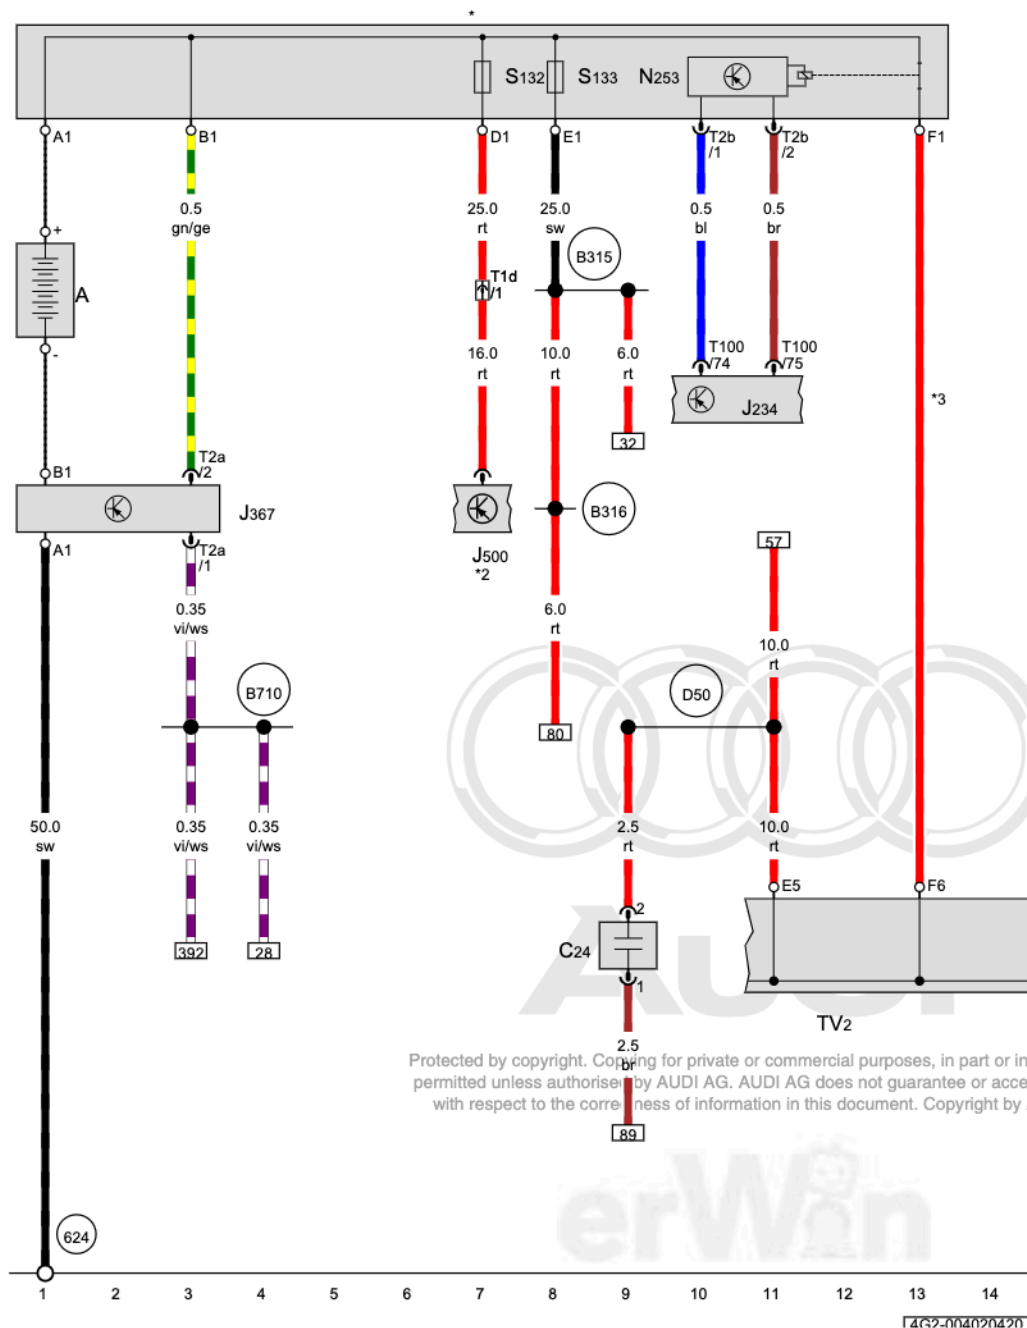 *
S132
S133
N253
A1
B1
D1
E1
T2b
/1
T2b
/2
F1
0.5
gn/ge
25.0
rt
25.0
sw
0.5
bl
0.5
br
+
B315
T1d
/1
A
-
16.0
rt
10.0
rt
6.0
rt
T100
/74
T100
/75
*3
J234
32
B1
T2a
/2
J367
B316
A1
T2a
/1
J500
*2
57
0.35
vi/ws
6.0
rt
10.0
rt
B710
D50
80
50.0
sw
0.35
vi/ws
0.35
vi/ws
2.5
rt
10.0
rt
E5
F6
2
392
28
C24
1
Audi
TV2
2.5
br
Protected by copyright. Copying for private or commercial purposes, in part or in
permitted unless authorised by AUDI AG. AUDI AG does not guarantee or acce
with respect to the correctness of information in this document. Copyright by
89
erWin
624
1 2 3 4 5 6 7 8 9 10 11 12 13 14
4G2-004020420